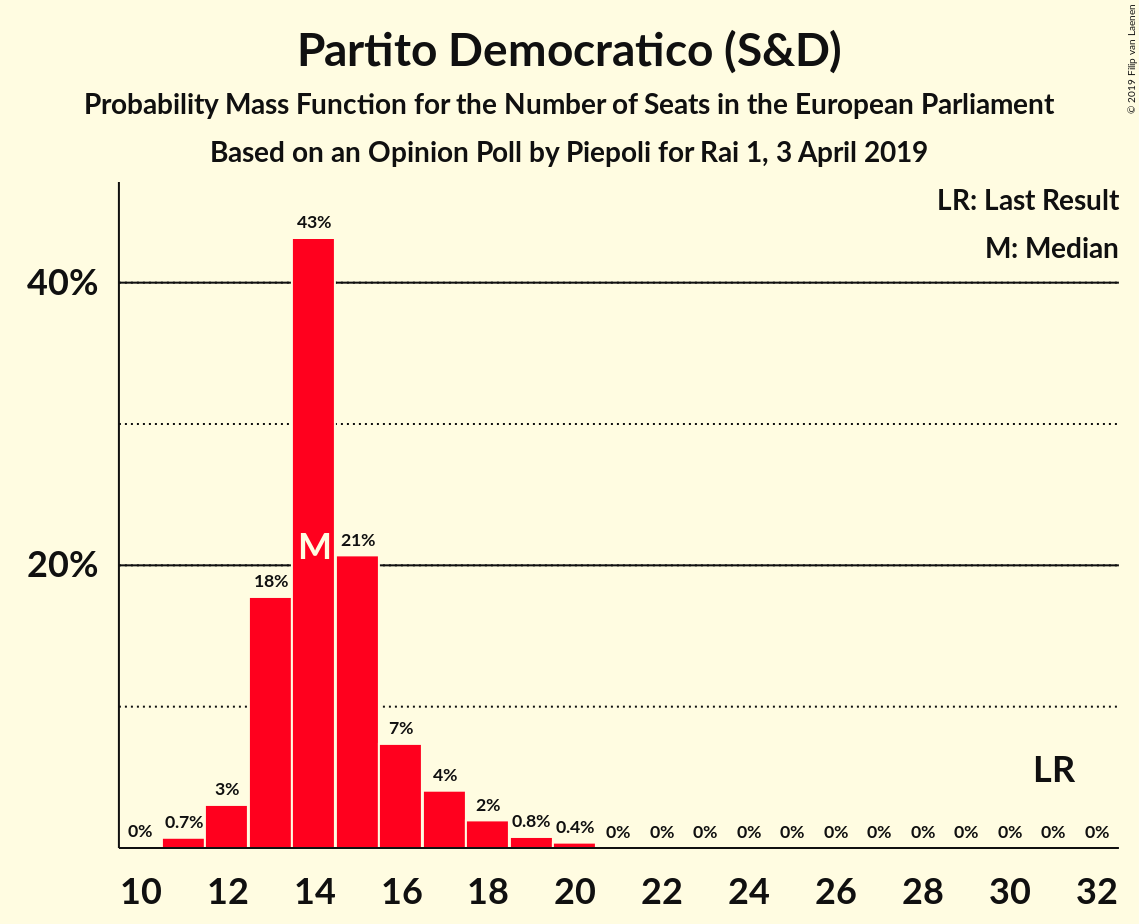 Partito Democratico (S&D)
Probability Mass Function for the Number of Seats in the European Parliament
Based on an Opinion Poll by Piepoli for Rai 1, 3 April 2019
© 2019 Filip van Laenen
LR: Last Result
M: Median
43%
40%
M
21%
20%
18%
7%
LR
4%
3%
2%
0% 0.7% 0.8% 0.4% 0% 0% 0% 0% 0% 0% 0% 0% 0% 0% 0% 0%
10 12 14 16 18 20 22 24 26 28 30 32